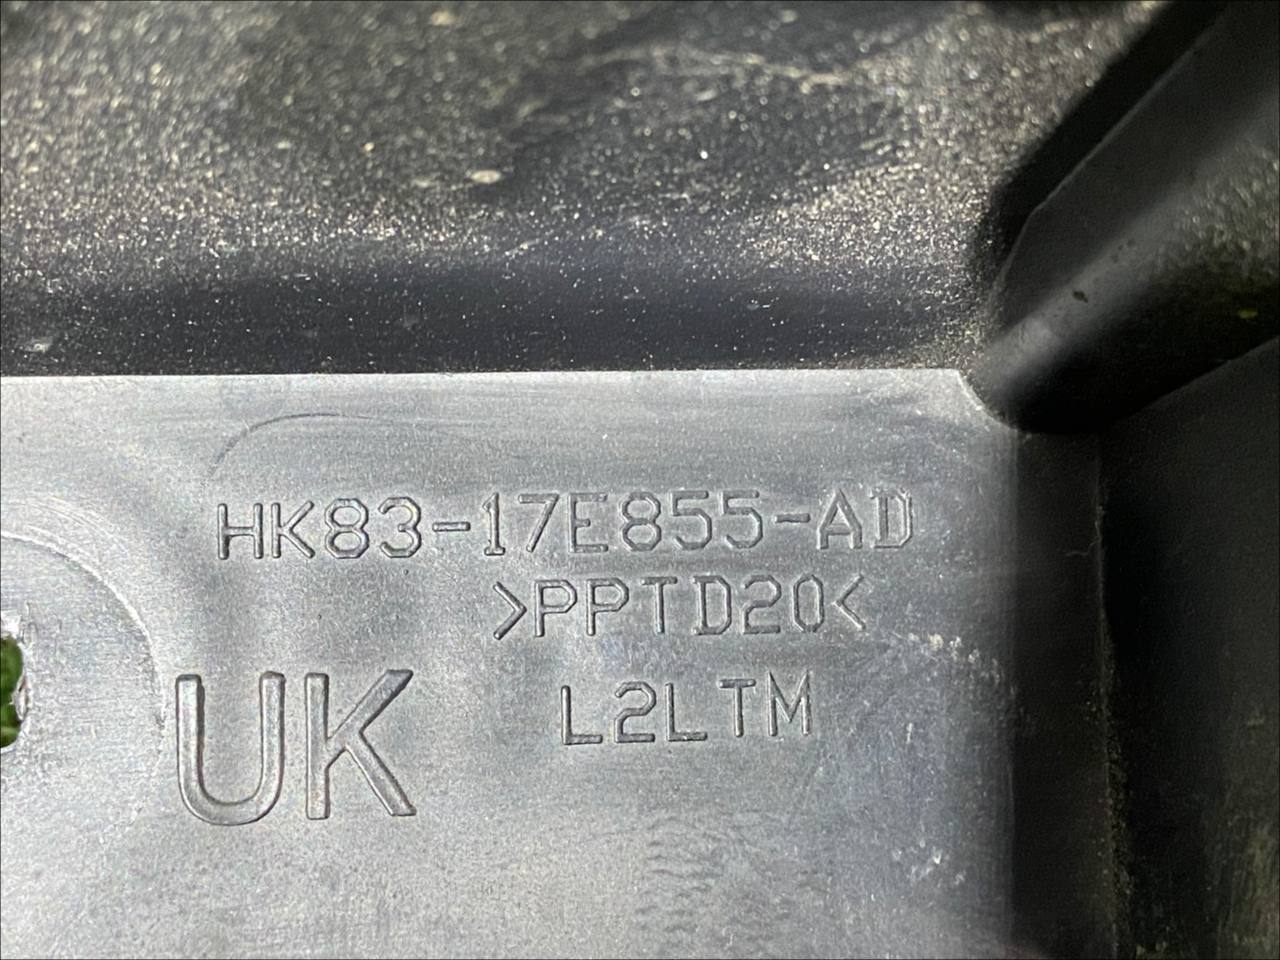 HK83-17E855-AD
>PPTD20<
UK
L2LTM